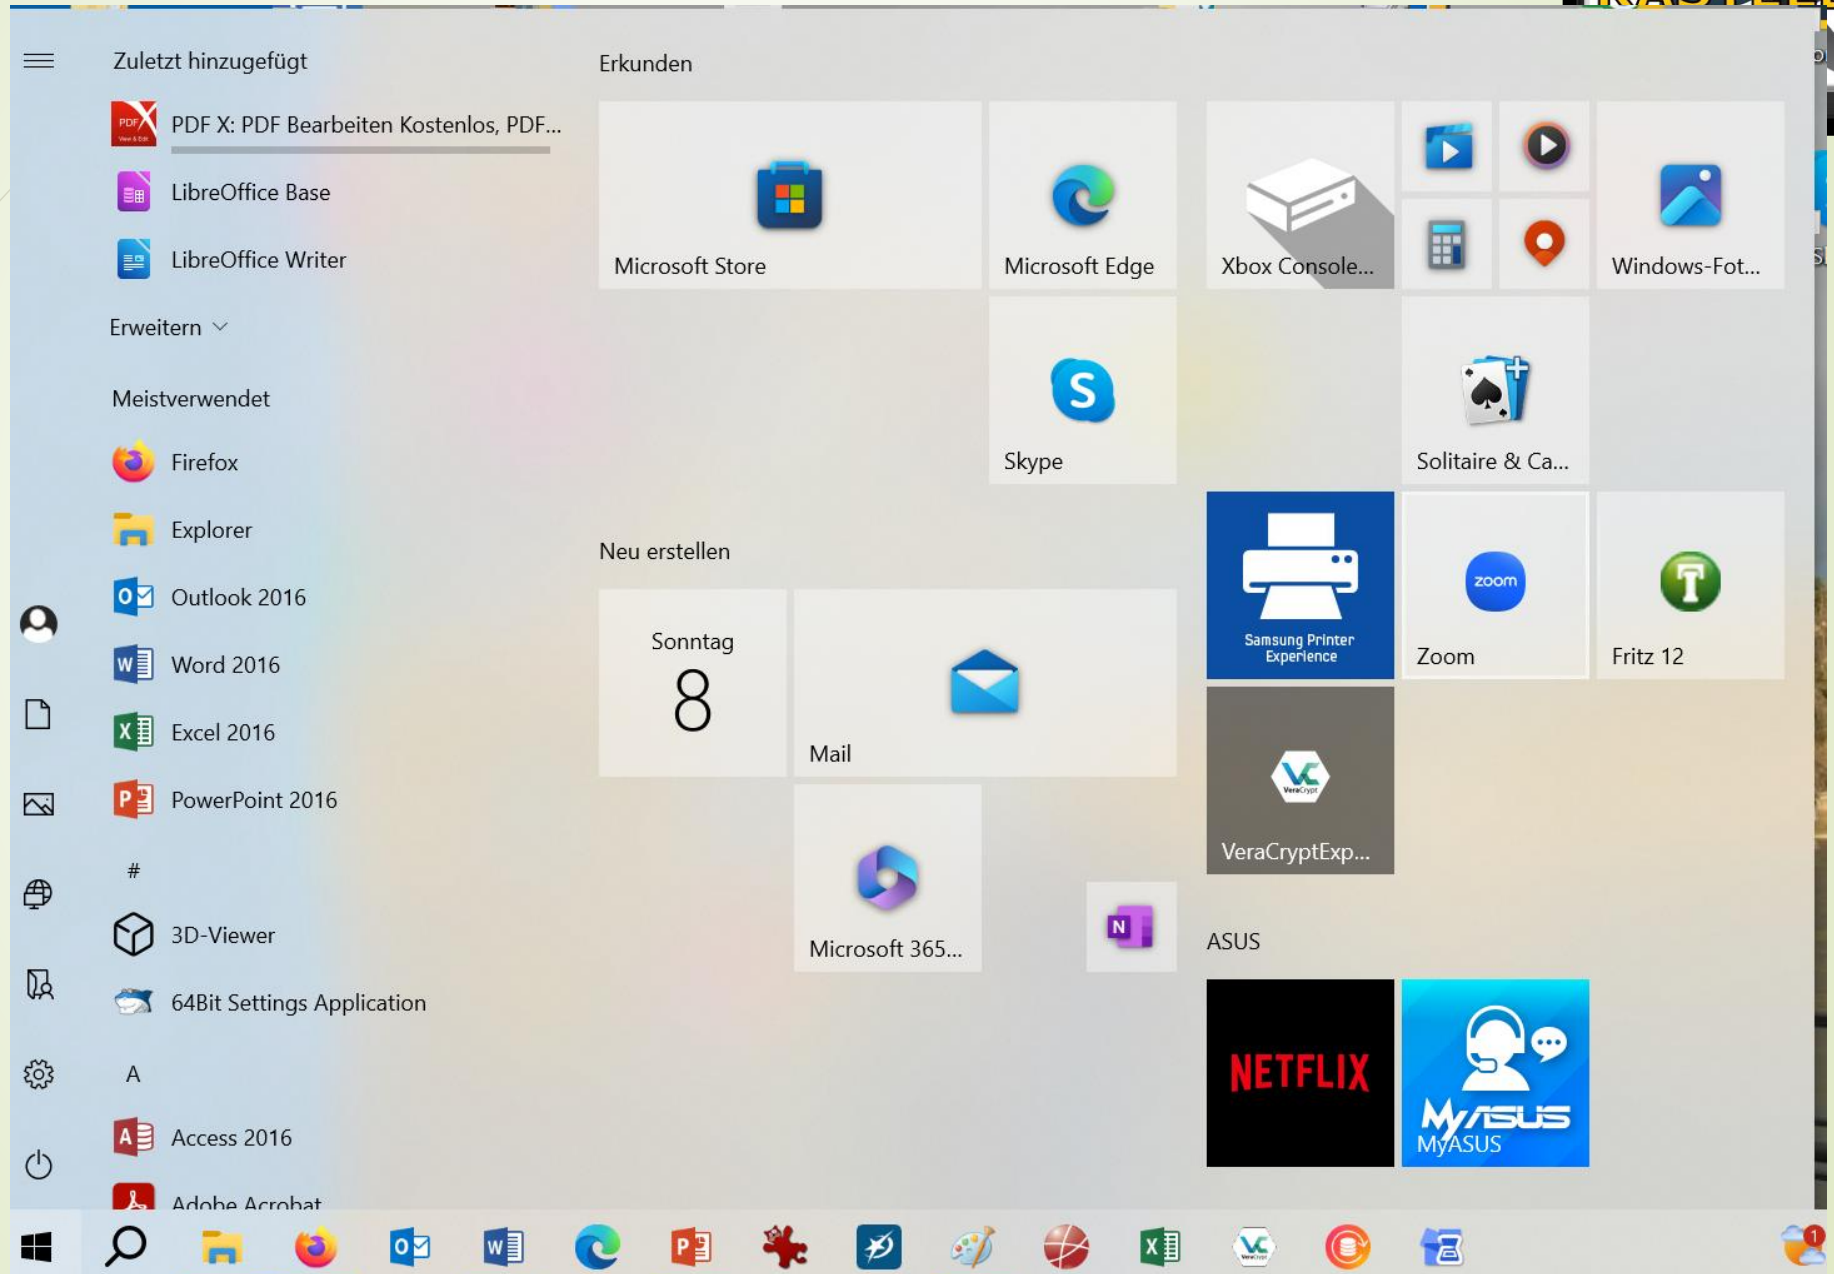 Zuletzt hinzugefügt
PDF X: PDF Bearbeiten Kostenlos, PDF...
LibreOffice Base
LibreOffice Writer
Erweitern
Meistverwendet
Firefox
Explorer
Outlook 2016
Word 2016
Excel 2016
PowerPoint 2016
#
3D-Viewer
64Bit Settings Application
A
Access 2016
Adobe Acrobat
Erkunden
Microsoft Store
Microsoft Edge
Xbox Console...
Windows-Fot...
Skype
Solitaire & Ca...
Neu erstellen
Sonntag
8
Mail
Samsung Printer
Experience
zoom
Zoom
Fritz 12
VeraCrypt
VeraCryptExp...
Microsoft 365...
N
ASUS
NETFLIX
MyASUS
MyASUS
1